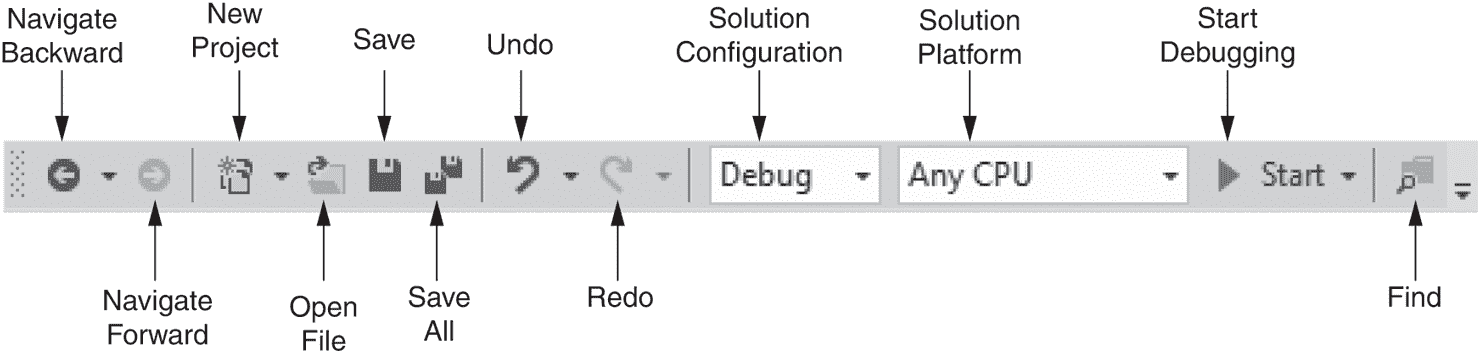 Navigate
Backward
New
Project
Save
Undo
Solution
Configuration
Solution
Platform
Start
Debugging
Debug
Any CPU
Start
Navigate
Forward
Open
File
Save
All
Redo
Find